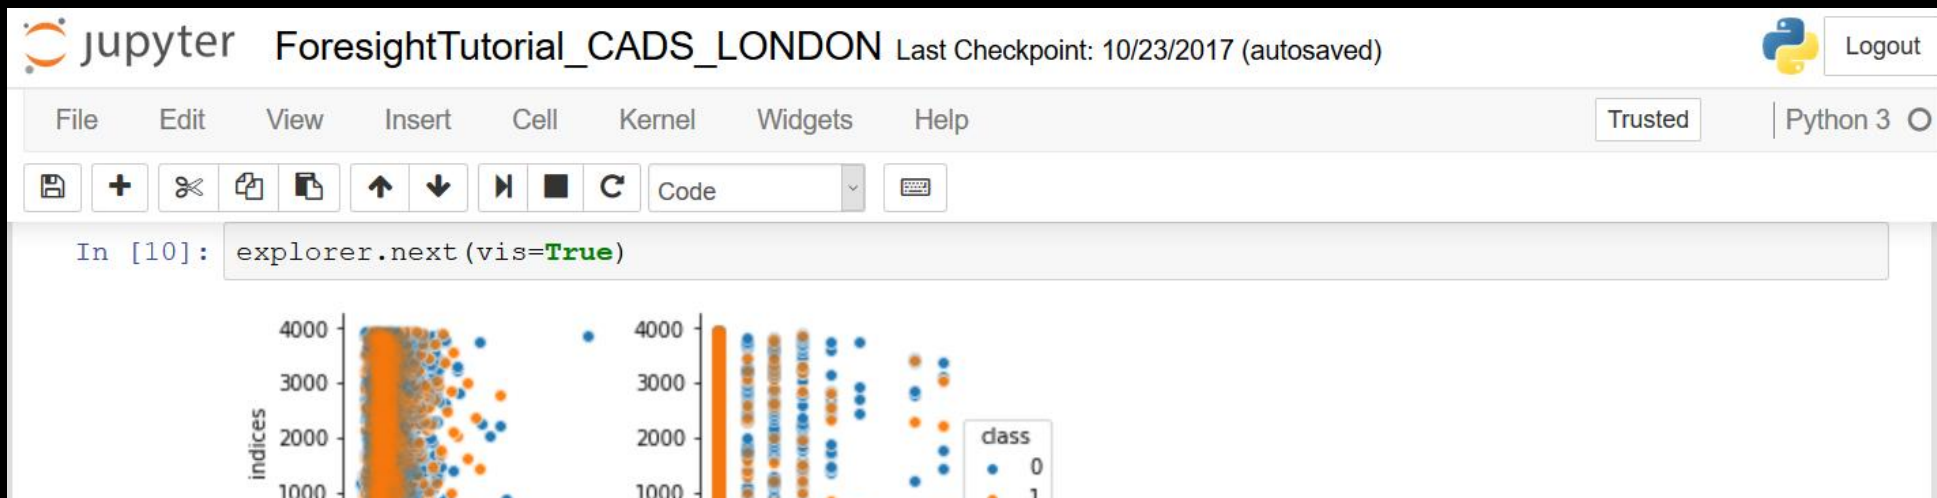 jupyter ForesightTutorial_CADS_LONDON Last Checkpoint: 10/23/2017 (autosaved) Logout
File Edit View Insert Cell Kernel Widgets Help Trusted Python 3
Code
In [10]: explorer.next(vis=True)
4000
3000
2000
1000
indices
4000
3000
2000
1000
class
0
1